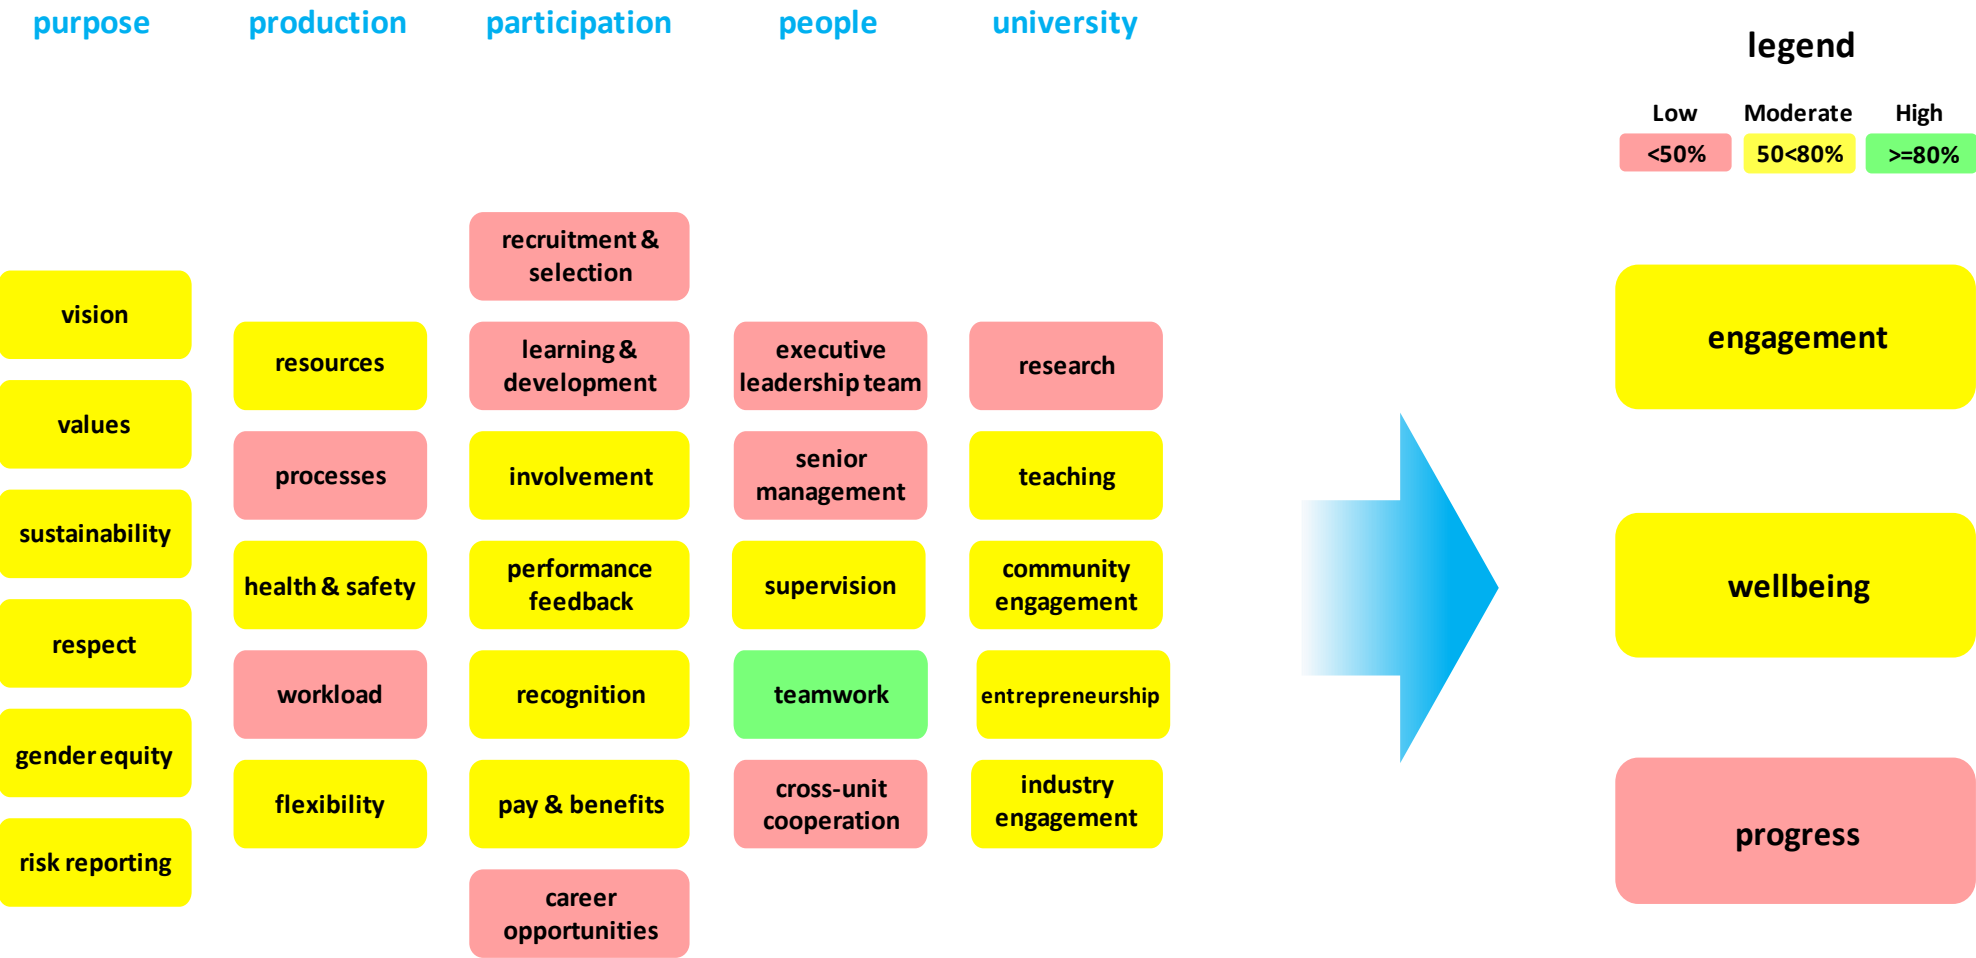 purpose
production
participation
people
university
legend
Low
Moderate
High
<50%
50<80%
>=80%
vision
values
sustainability
respect
gender equity
risk reporting
resources
processes
health & safety
workload
flexibility
recruitment &
selection
learning &
development
involvement
performance
feedback
recognition
pay & benefits
career
opportunities
executive
leadership team
senior
management
supervision
teamwork
cross-unit
cooperation
research
teaching
community
engagement
entrepreneurship
industry
engagement
engagement
wellbeing
progress